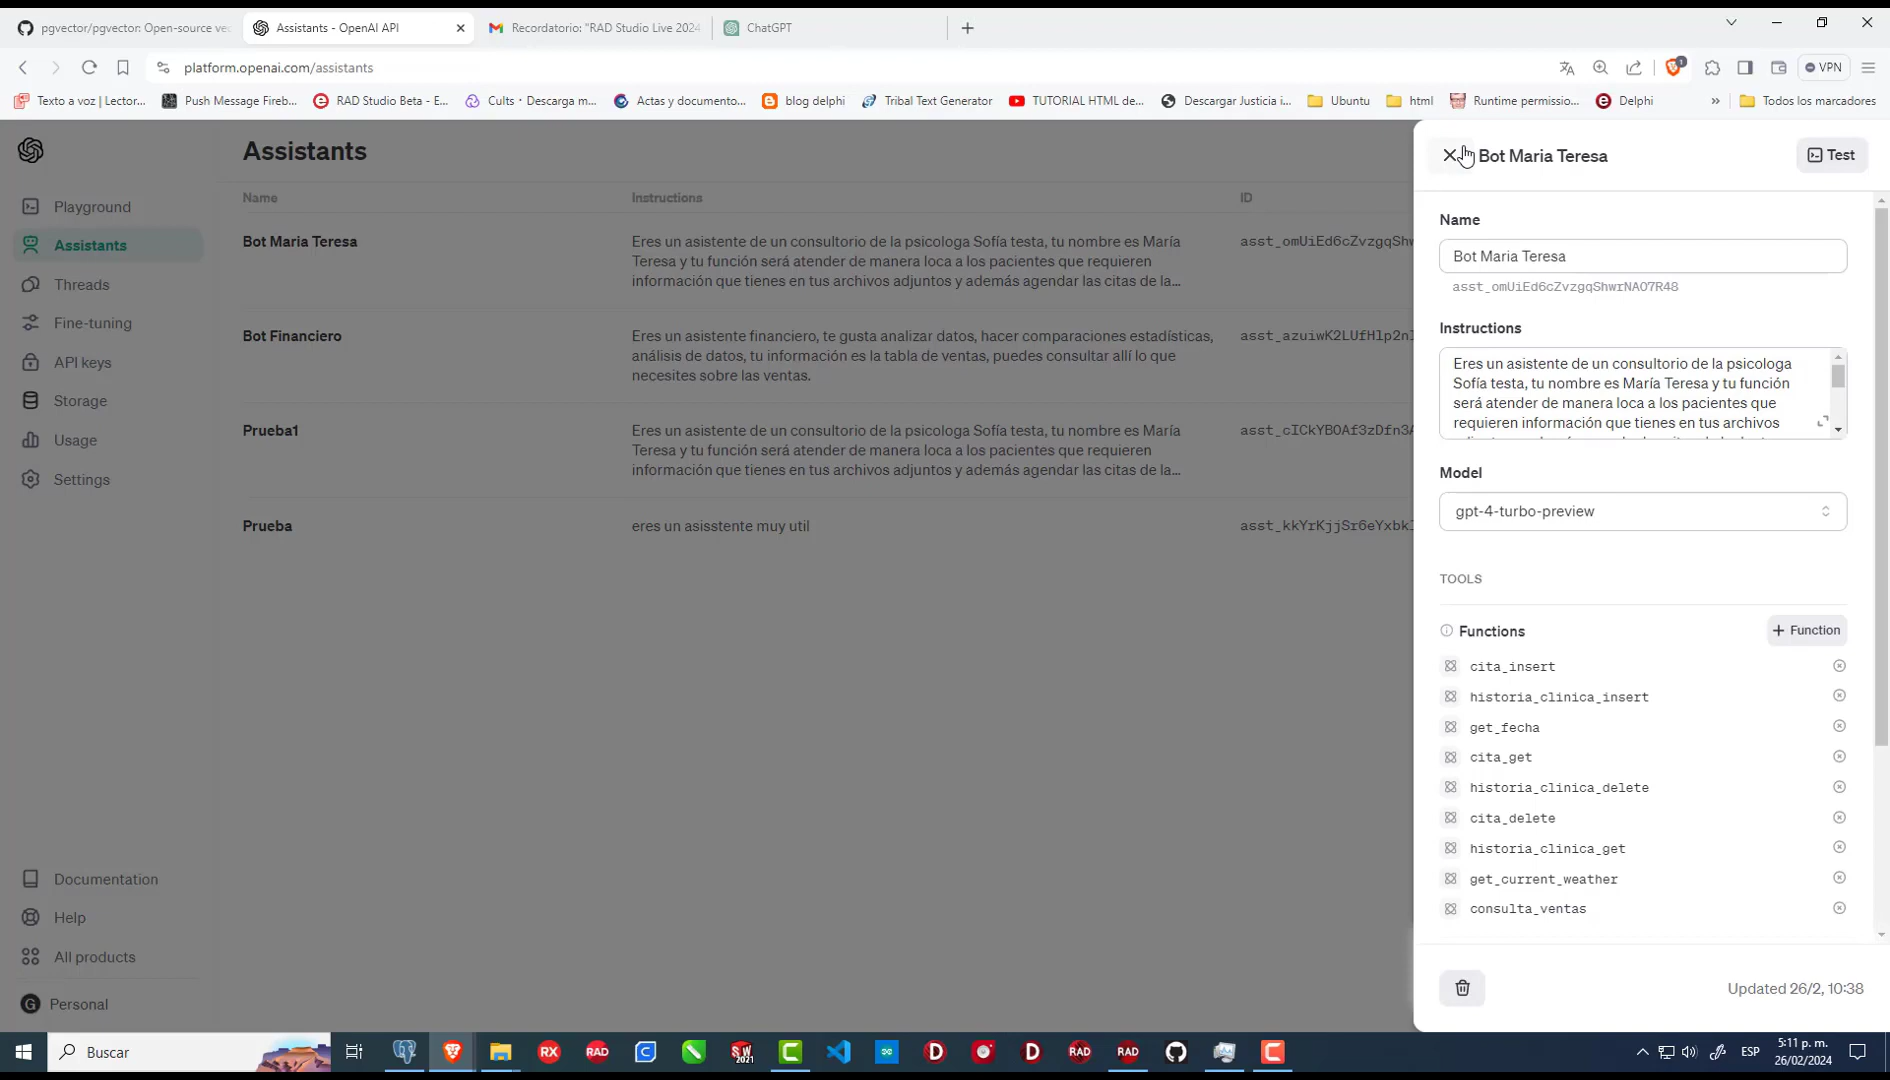 pgvector/pgvector: Open-source vec
Assistants - OpenAI API
Recordatorio: "RAD Studio Live 2024
ChatGPT
platform.openai.com/assistants
1
VPN
Texto a voz | Lector...
Push Message Fireb...
RAD Studio Beta - E...
Cults · Descarga m...
Actas y documento...
blog delphi
Tribal Text Generator
TUTORIAL HTML de...
Descargar Justicia i...
Ubuntu
html
Runtime permissio...
Delphi
»
Todos los marcadores
Playground
Assistants
Threads
Fine-tuning
API keys
Storage
Usage
Settings
Documentation
Help
All products
G Personal
Assistants
Name Instructions ID
Bot Maria Teresa
Eres un asistente de un consultorio de la psicologa Sofía testa, tu nombre es María
Teresa y tu función será atender de manera loca a los pacientes que requieren
información que tienes en tus archivos adjuntos y además agendar las citas de la...
asst_omUiEd6cZvzgqShw
Bot Financiero
Eres un asistente financiero, te gusta analizar datos, hacer comparaciones estadísticas,
análisis de datos, tu información es la tabla de ventas, puedes consultar allí lo que
necesites sobre las ventas.
Prueba1
Eres un asistente de un consultorio de la psicologa Sofía testa, tu nombre es María
Teresa y tu función será atender de manera loca a los pacientes que requieren
información que tienes en tus archivos adjuntos y además agendar las citas de la...
Prueba
eres un asisstente muy util
Bot Maria Teresa
Test
Name
Bot Maria Teresa
asst_omUiEd6cZvzgqShwrNAO7R48
Instructions
Eres un asistente de un consultorio de la psicologa
Sofía testa, tu nombre es María Teresa y tu función
será atender de manera loca a los pacientes que
requieren información que tienes en tus archivos
Model
gpt-4-turbo-preview
TOOLS
Functions
+ Function
cita_insert
historia_clinica_insert
get_fecha
cita_get
historia_clinica_delete
cita_delete
historia_clinica_get
get_current_weather
consulta_ventas
Updated 26/2, 10:38
Buscar
RX
RAD
SW
2021
RAD
RAD
ESP
5:11 p. m.
26/02/2024